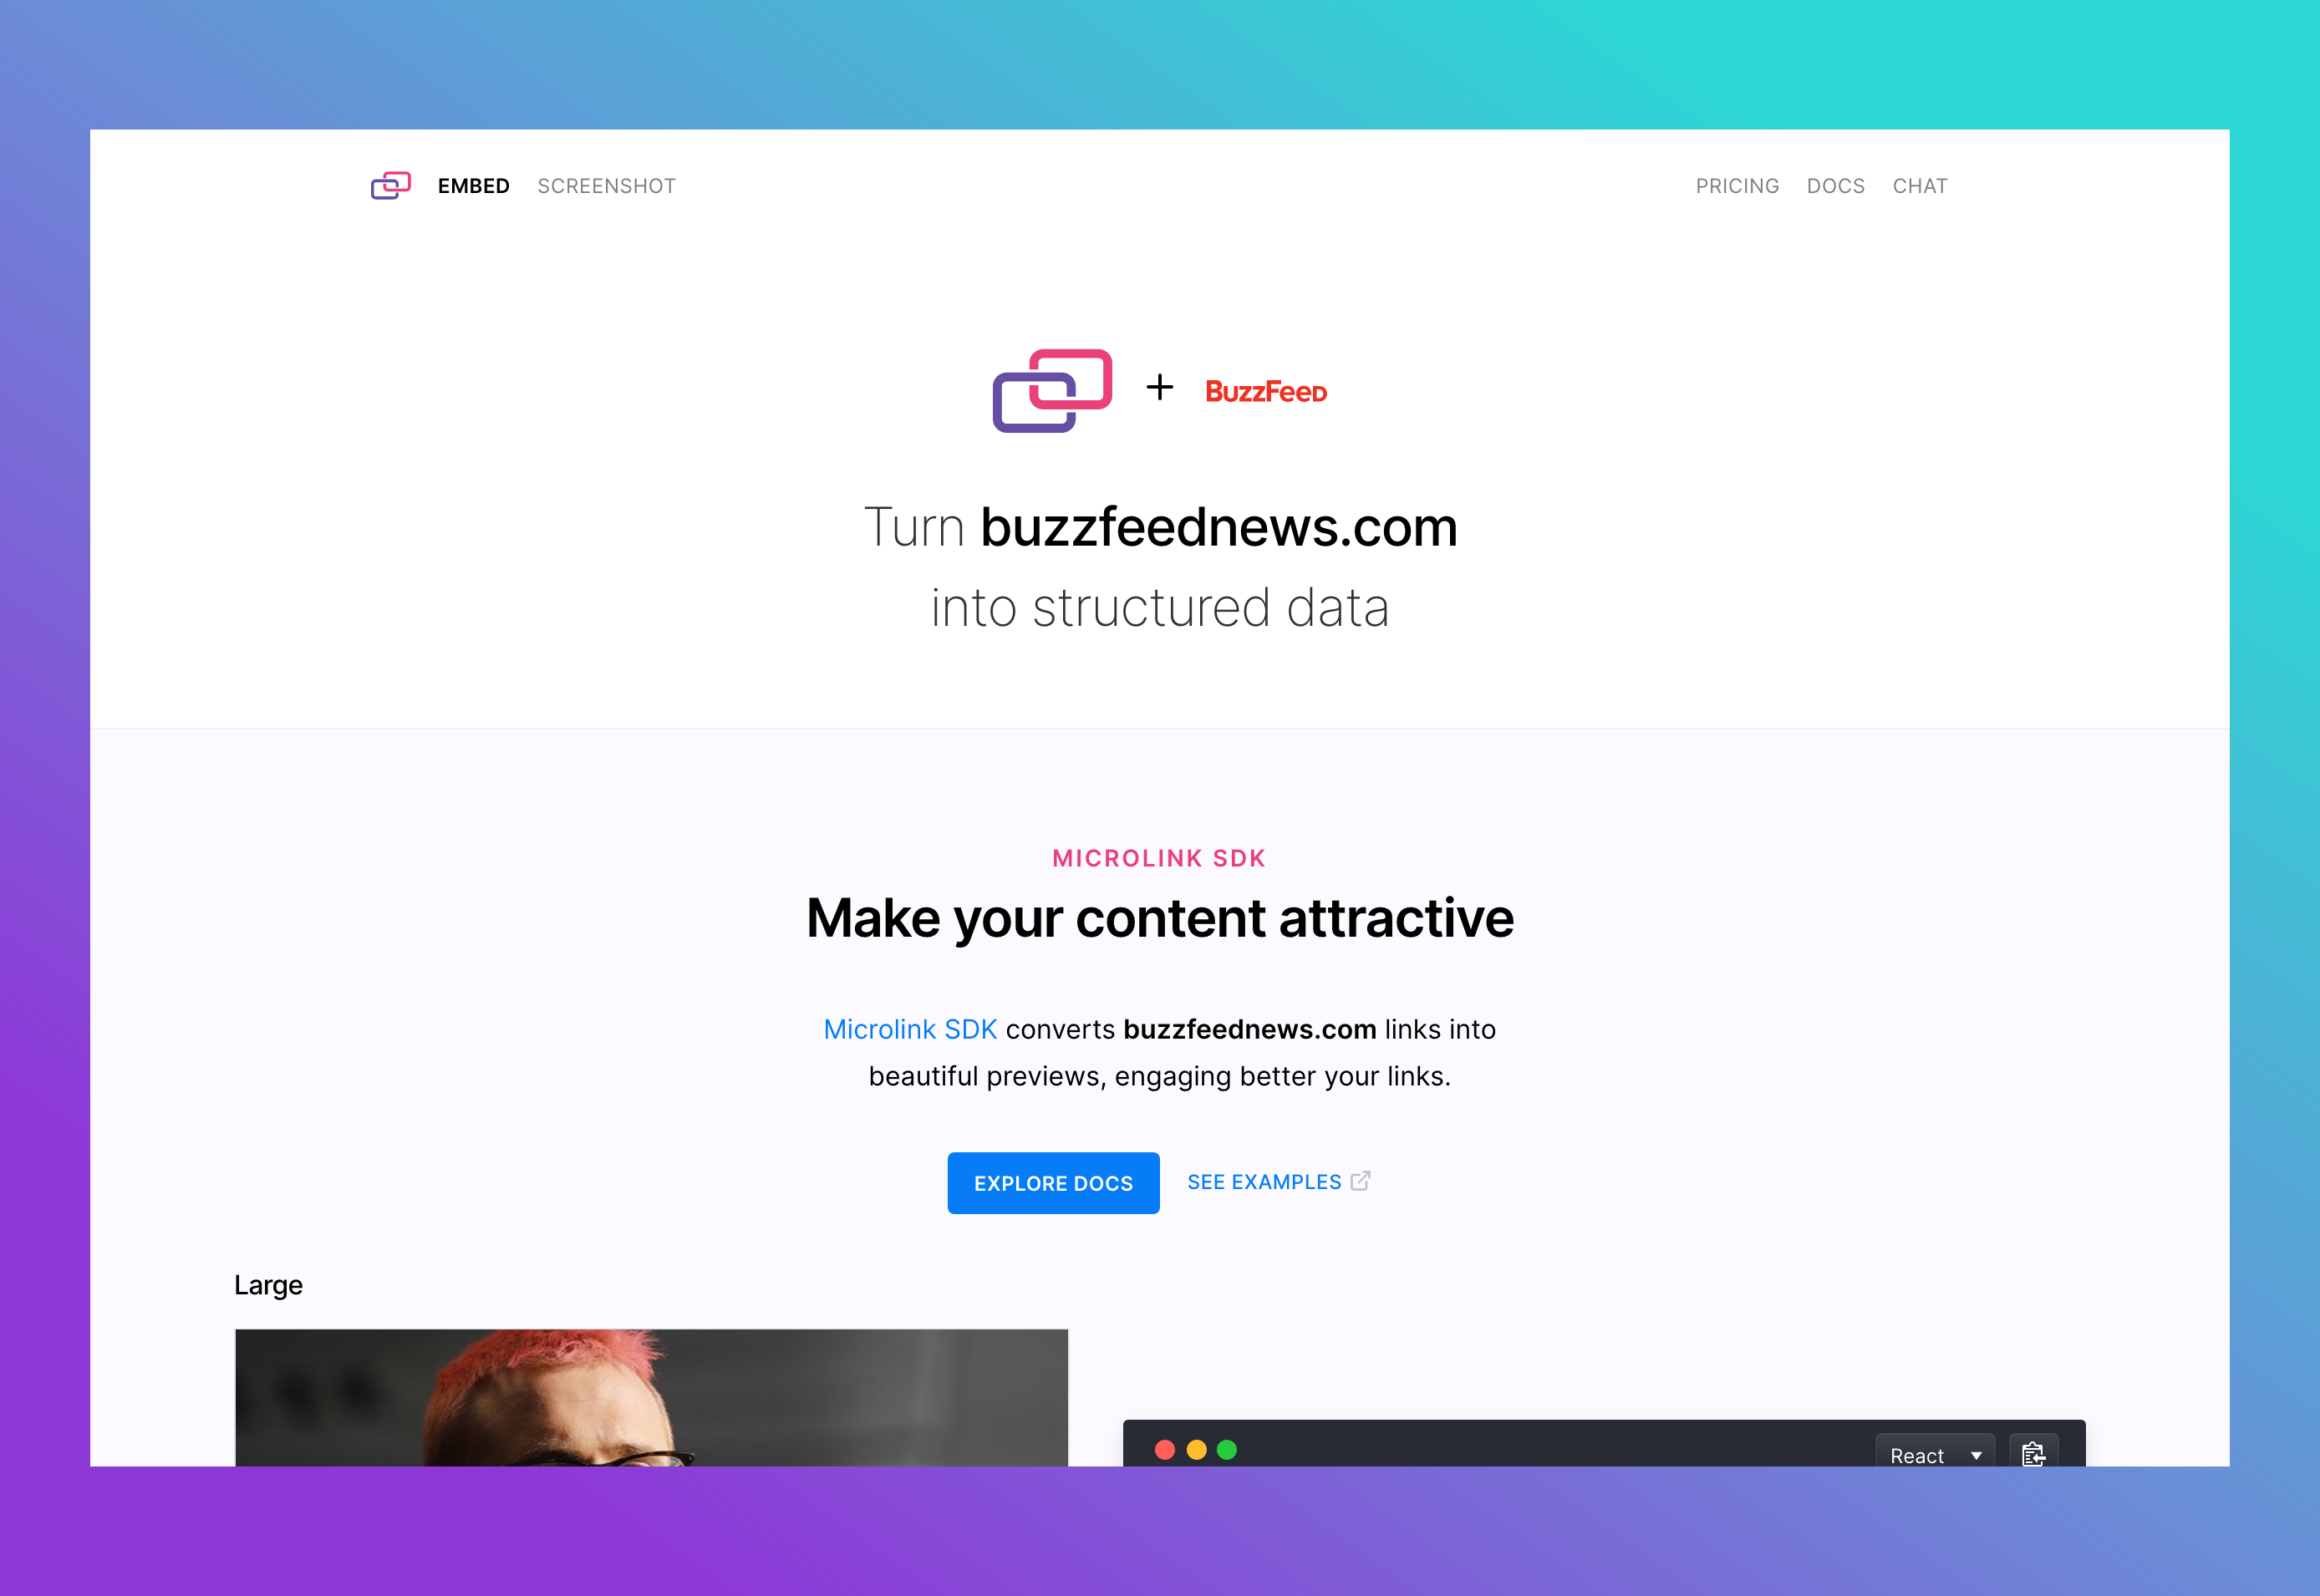 EMBED SCREENSHOT PRICING DOCS CHAT
+ BuzzFeed
Turn buzzfeednews.com
into structured data
MICROLINK SDK
Make your content attractive
Microlink SDK converts buzzfeednews.com links into
beautiful previews, engaging better your links.
EXPLORE DOCS SEE EXAMPLES
Large
React